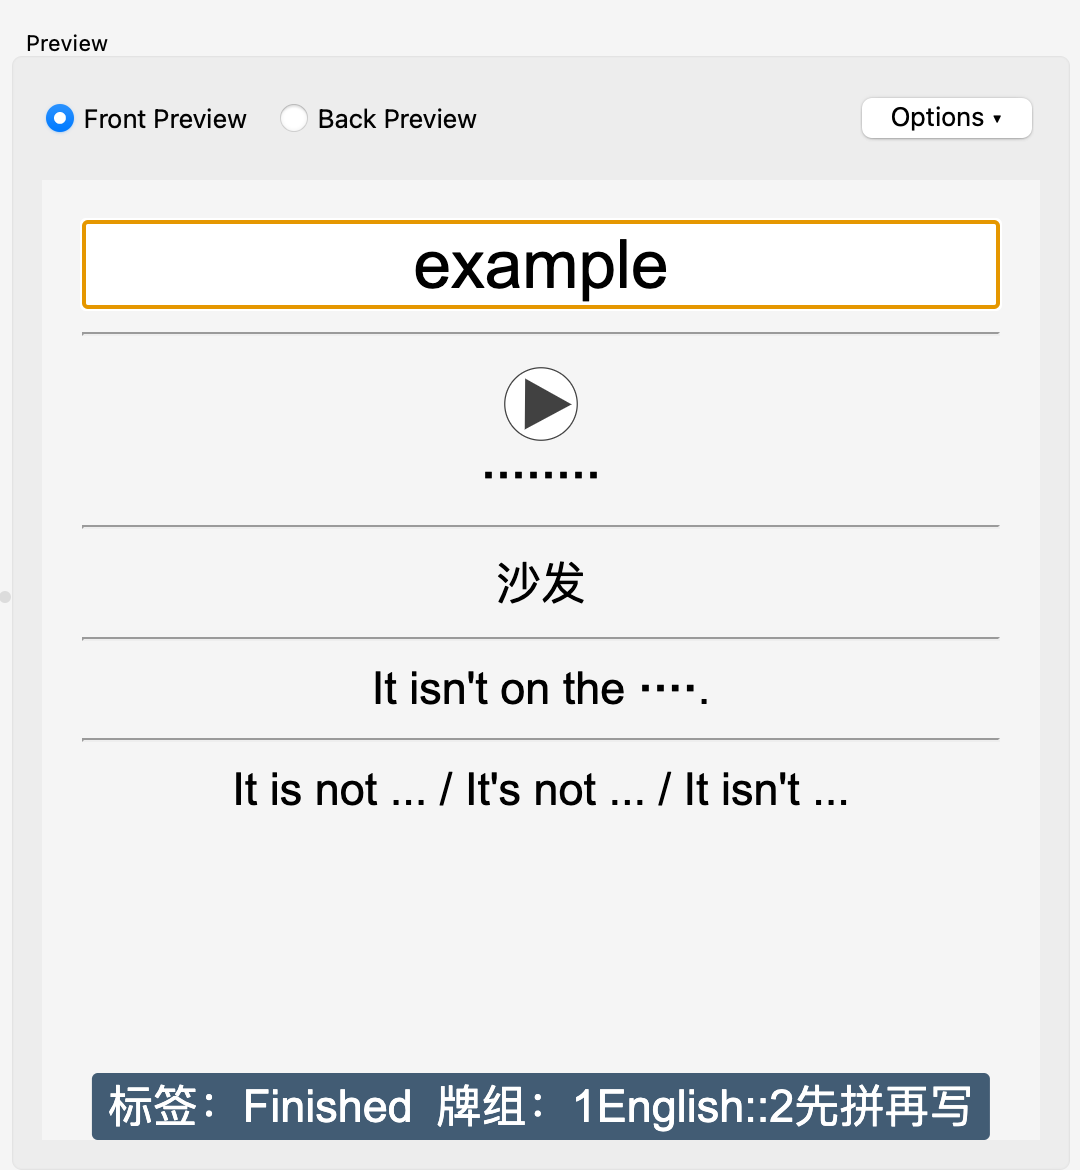 Preview
Front Preview
Back Preview
Options ▾
example
········
沙发
It isn't on the ····.
It is not ... / It's not ... / It isn't ...
标签：Finished 牌组：1English::2先拼再写